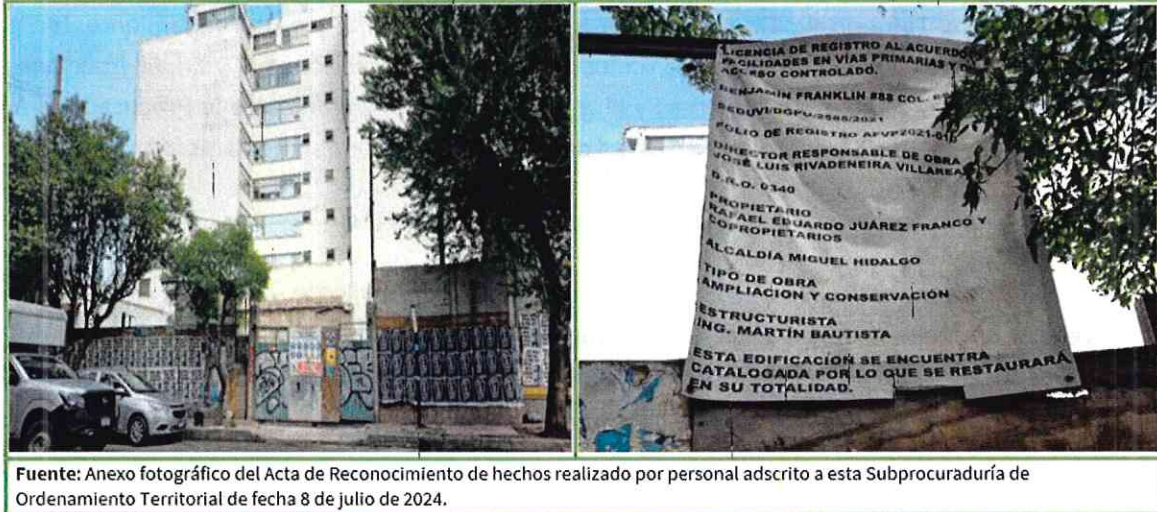 LICENCIA DE REGISTRO AL ACUERDO
FACILIDADES EN VÍAS PRIMARIAS Y
ACCESO CONTROLADO.
BENJAMÍN FRANKLIN #88 COL.
SEDUVI/DGPU/2586/2021
FOLIO DE REGISTRO
DIRECTOR RESPONSABLE DE OBRA
JOSÉ LUIS RIVADENEIRA VILLAREAL
D.R.O. 0340
PROPIETARIO
RAFAEL EDUARDO JUÁREZ FRANCO Y
COPROPIETARIOS
ALCALDÍA MIGUEL HIDALGO
TIPO DE OBRA
AMPLIACION Y CONSERVACIÓN
ESTRUCTURISTA
ING. MARTÍN BAUTISTA
ESTA EDIFICACIÓN SE ENCUENTRA
CATALOGADA POR LO QUE SE RESTAURARÁ
EN SU TOTALIDAD.
Fuente: Anexo fotográfico del Acta de Reconocimiento de hechos realizado por personal adscrito a esta Subprocuraduría de
Ordenamiento Territorial de fecha 8 de julio de 2024.